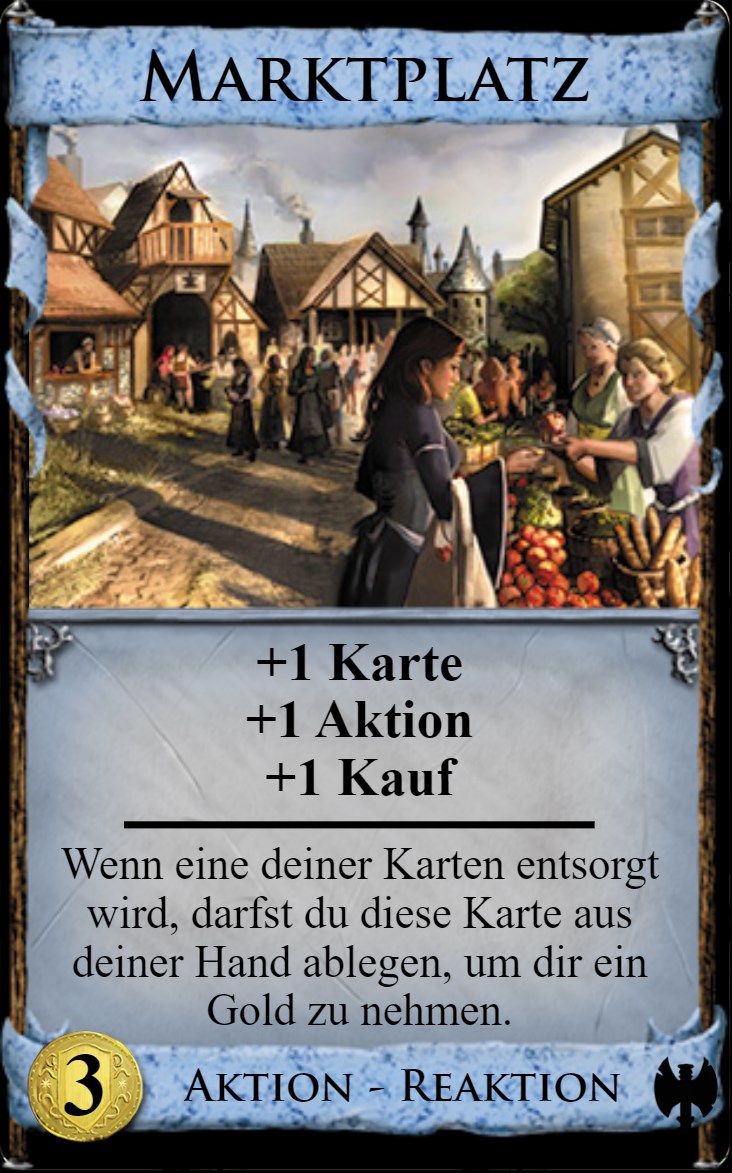 Marktplatz
+1 Karte
+1 Aktion
+1 Kauf
Wenn eine deiner Karten entsorgt
wird, darfst du diese Karte aus
deiner Hand ablegen, um dir ein
Gold zu nehmen.
3 Aktion - Reaktion